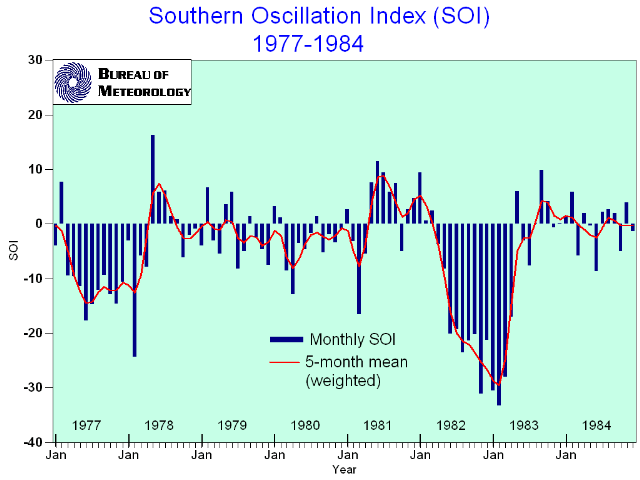 Southern Oscillation Index (SOI)
1977-1984
BUREAU OF
METEOROLOGY
30
20
10
0
-10
-20
-30
-40
SOI
Monthly SOI
5-month mean
(weighted)
1977 1978 1979 1980 1981 1982 1983 1984
Jan Jan Jan Jan Jan Jan Jan Jan
Year